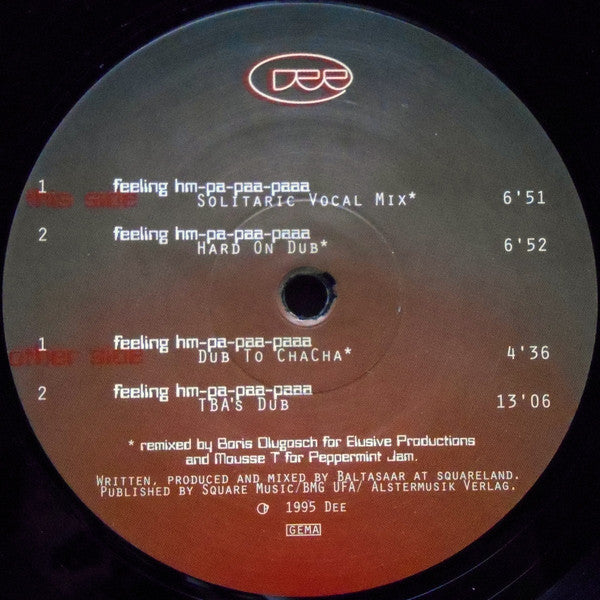 DEE
this side
1 feeling hm-pa-paa-paaa
Solitaric Vocal Mix* 6'51
2 feeling hm-pa-paa-paaa
Hard On Dub* 6'52
other side
1 feeling hm-pa-paa-paaa
Dub To ChaCha* 4'36
2 feeling hm-pa-paa-paaa
TBA's Dub 13'06
* remixed by Boris Dlugosch for Elusive Productions
and Mousse T for Peppermint Jam.
Written, produced and mixed by Baltasaar at squareland.
Published by Square Music/BMG UFA/ Alstermusik Verlag.
℗ 1995 Dee
GEMA